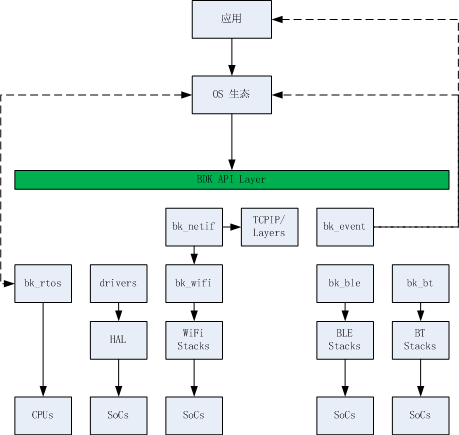 应用
OS 生态
BDK API Layer
bk_netif
TCPIP/
Layers
bk_event
bk_rtos
drivers
bk_wifi
bk_ble
bk_bt
HAL
WiFi
Stacks
BLE
Stacks
BT
Stacks
CPUs
SoCs
SoCs
SoCs
SoCs